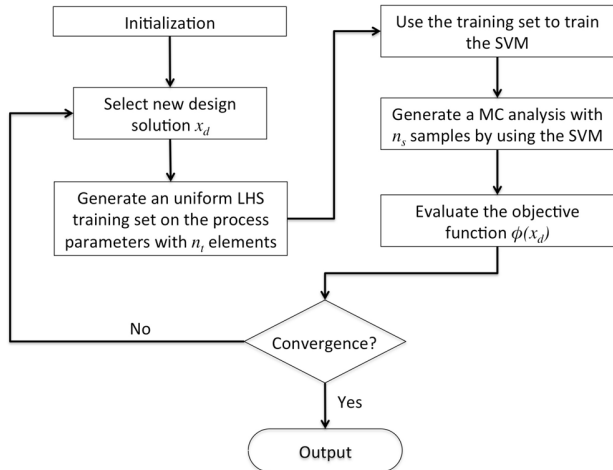 Initialization
Select new design
solution x_d
Generate an uniform LHS
training set on the process
parameters with n_t elements
Use the training set to train
the SVM
Generate a MC analysis with
n_s samples by using the SVM
Evaluate the objective
function ϕ(x_d)
Convergence?
No
Yes
Output